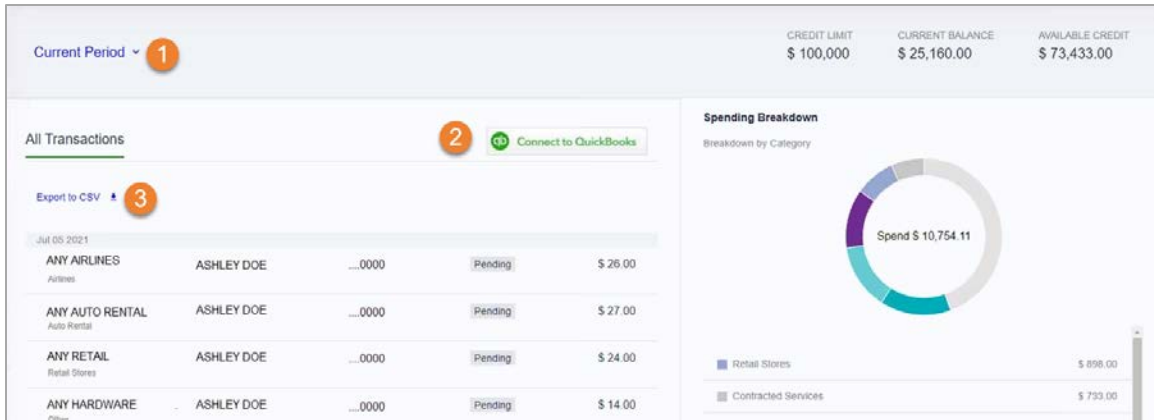 CREDIT LIMIT CURRENT BALANCE AVAILABLE CREDIT
Current Period 1 $ 100,000 $ 25,160.00 $ 73,433.00
All Transactions 2 qb Connect to QuickBooks
Export to CSV 3
Jul 05 2021
ANY AIRLINES ASHLEY DOE ....0000 Pending $ 26.00
Airlines
ANY AUTO RENTAL ASHLEY DOE ....0000 Pending $ 27.00
Auto Rental
ANY RETAIL ASHLEY DOE ....0000 Pending $ 24.00
Retail Stores
ANY HARDWARE ASHLEY DOE ....0000 Pending $ 14.00
Spending Breakdown
Breakdown by Category
Spend $ 10,754.11
Retail Stores $ 898.00
Contracted Services $ 733.00